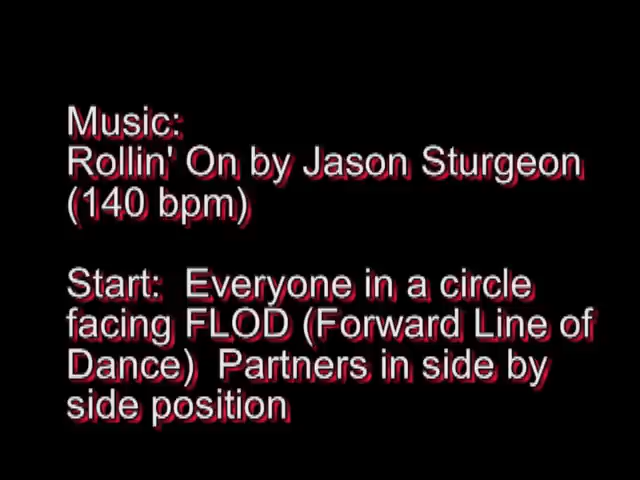 Music:
Rollin' On by Jason Sturgeon
(140 bpm)
Start:  Everyone in a circle
facing FLOD (Forward Line of
Dance)  Partners in side by
side position